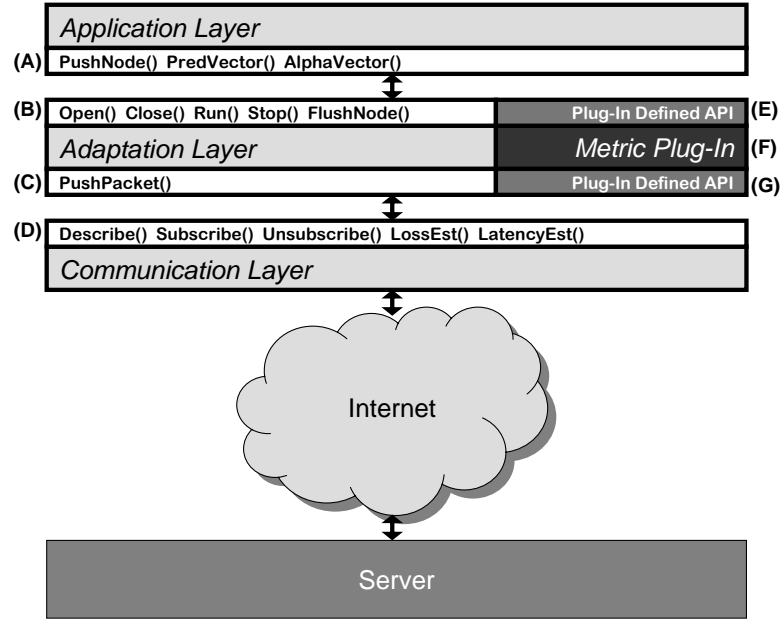 Application Layer
(A) PushNode() PredVector() AlphaVector()
(B) Open() Close() Run() Stop() FlushNode() Plug-In Defined API (E)
Adaptation Layer Metric Plug-In (F)
(C) PushPacket() Plug-In Defined API (G)
(D) Describe() Subscribe() Unsubscribe() LossEst() LatencyEst()
Communication Layer
Internet
Server